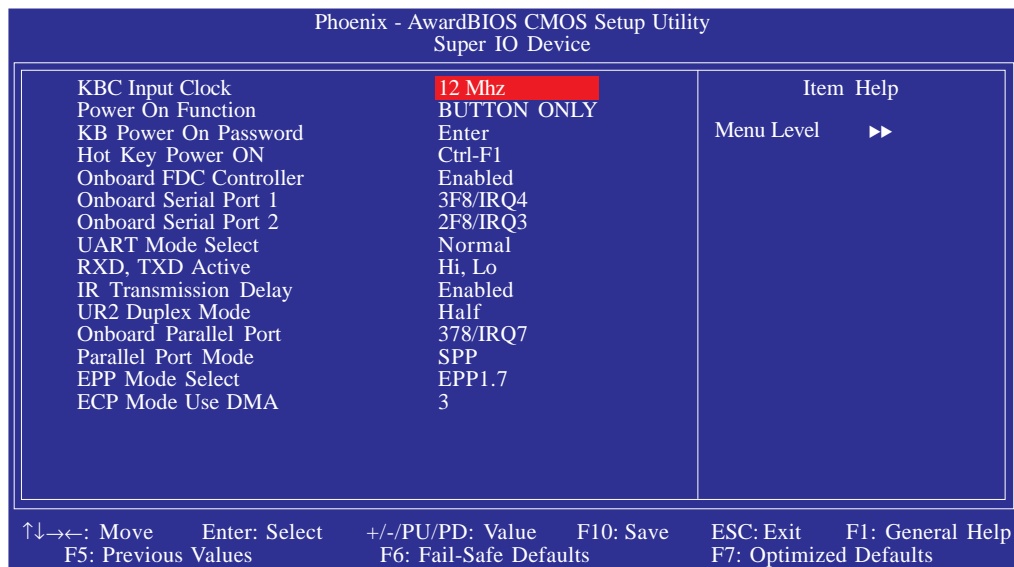 Phoenix - AwardBIOS CMOS Setup Utility
Super IO Device
KBC Input Clock 12 Mhz
Power On Function BUTTON ONLY
KB Power On Password Enter
Hot Key Power ON Ctrl-F1
Onboard FDC Controller Enabled
Onboard Serial Port 1 3F8/IRQ4
Onboard Serial Port 2 2F8/IRQ3
UART Mode Select Normal
RXD, TXD Active Hi, Lo
IR Transmission Delay Enabled
UR2 Duplex Mode Half
Onboard Parallel Port 378/IRQ7
Parallel Port Mode SPP
EPP Mode Select EPP1.7
ECP Mode Use DMA 3
Item Help
Menu Level ▶▶
↑↓→←: Move Enter: Select +/-/PU/PD: Value F10: Save ESC: Exit F1: General Help
F5: Previous Values F6: Fail-Safe Defaults F7: Optimized Defaults